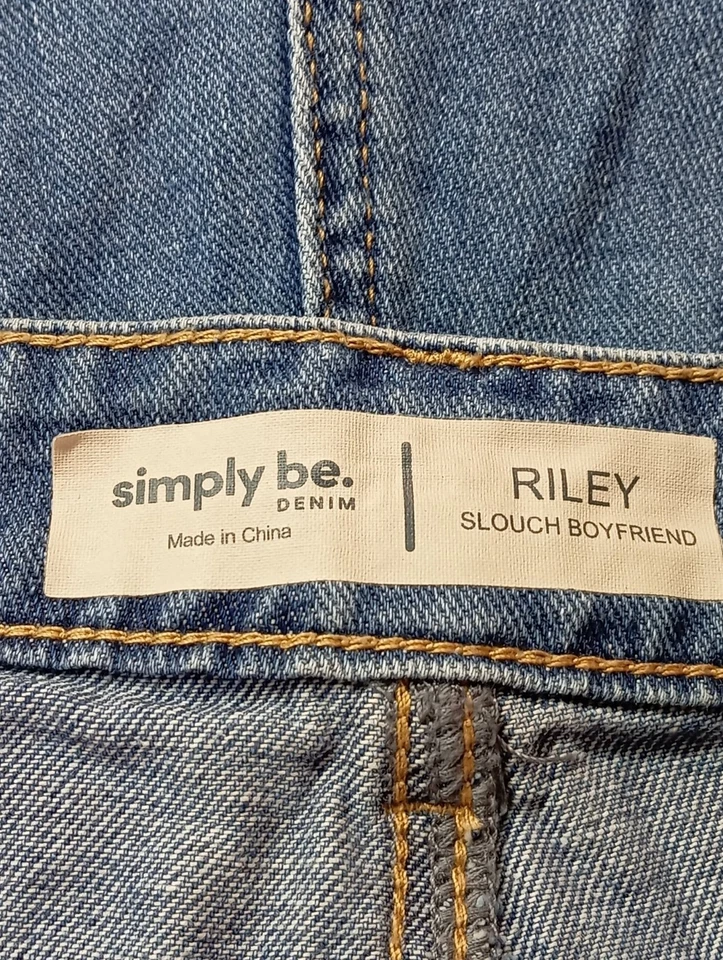 simply be.
DENIM
Made in China
RILEY
SLOUCH BOYFRIEND